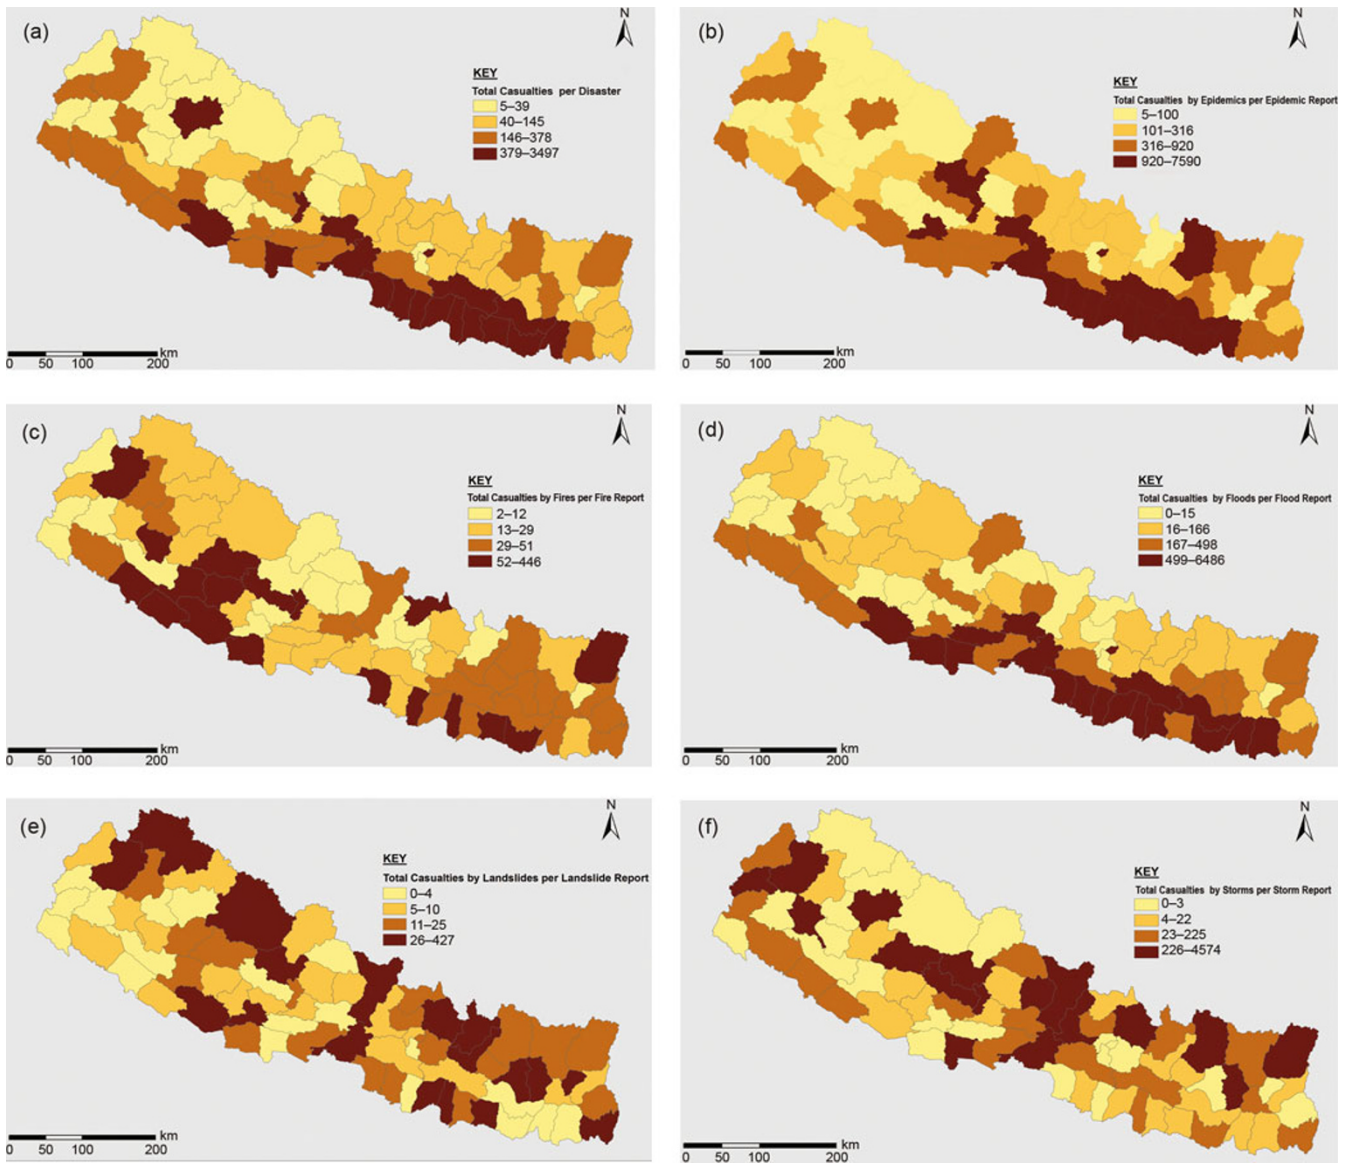 (a)
N
KEY
Total Casualties per Disaster
5–39
40–145
146–378
379–3497
0 50 100 200 km
(b)
N
KEY
Total Casualties by Epidemics per Epidemic Report
5–100
101–316
316–920
920–7590
0 50 100 200 km
(c)
N
KEY
Total Casualties by Fires per Fire Report
2–12
13–29
29–51
52–446
0 50 100 200 km
(d)
N
KEY
Total Casualties by Floods per Flood Report
0–15
16–166
167–498
499–6486
0 50 100 200 km
(e)
N
KEY
Total Casualties by Landslides per Landslide Report
0–4
5–10
11–25
26–427
0 50 100 200 km
(f)
N
KEY
Total Casualties by Storms per Storm Report
0–3
4–22
23–225
226–4574
0 50 100 200 km